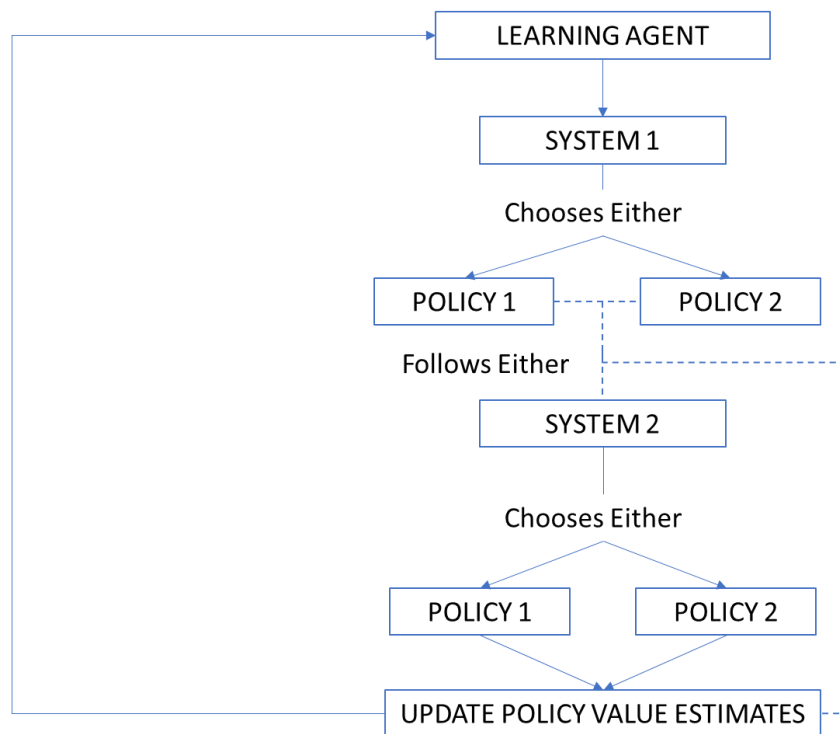 LEARNING AGENT
SYSTEM 1
Chooses Either
POLICY 1
POLICY 2
Follows Either
SYSTEM 2
Chooses Either
POLICY 1
POLICY 2
UPDATE POLICY VALUE ESTIMATES